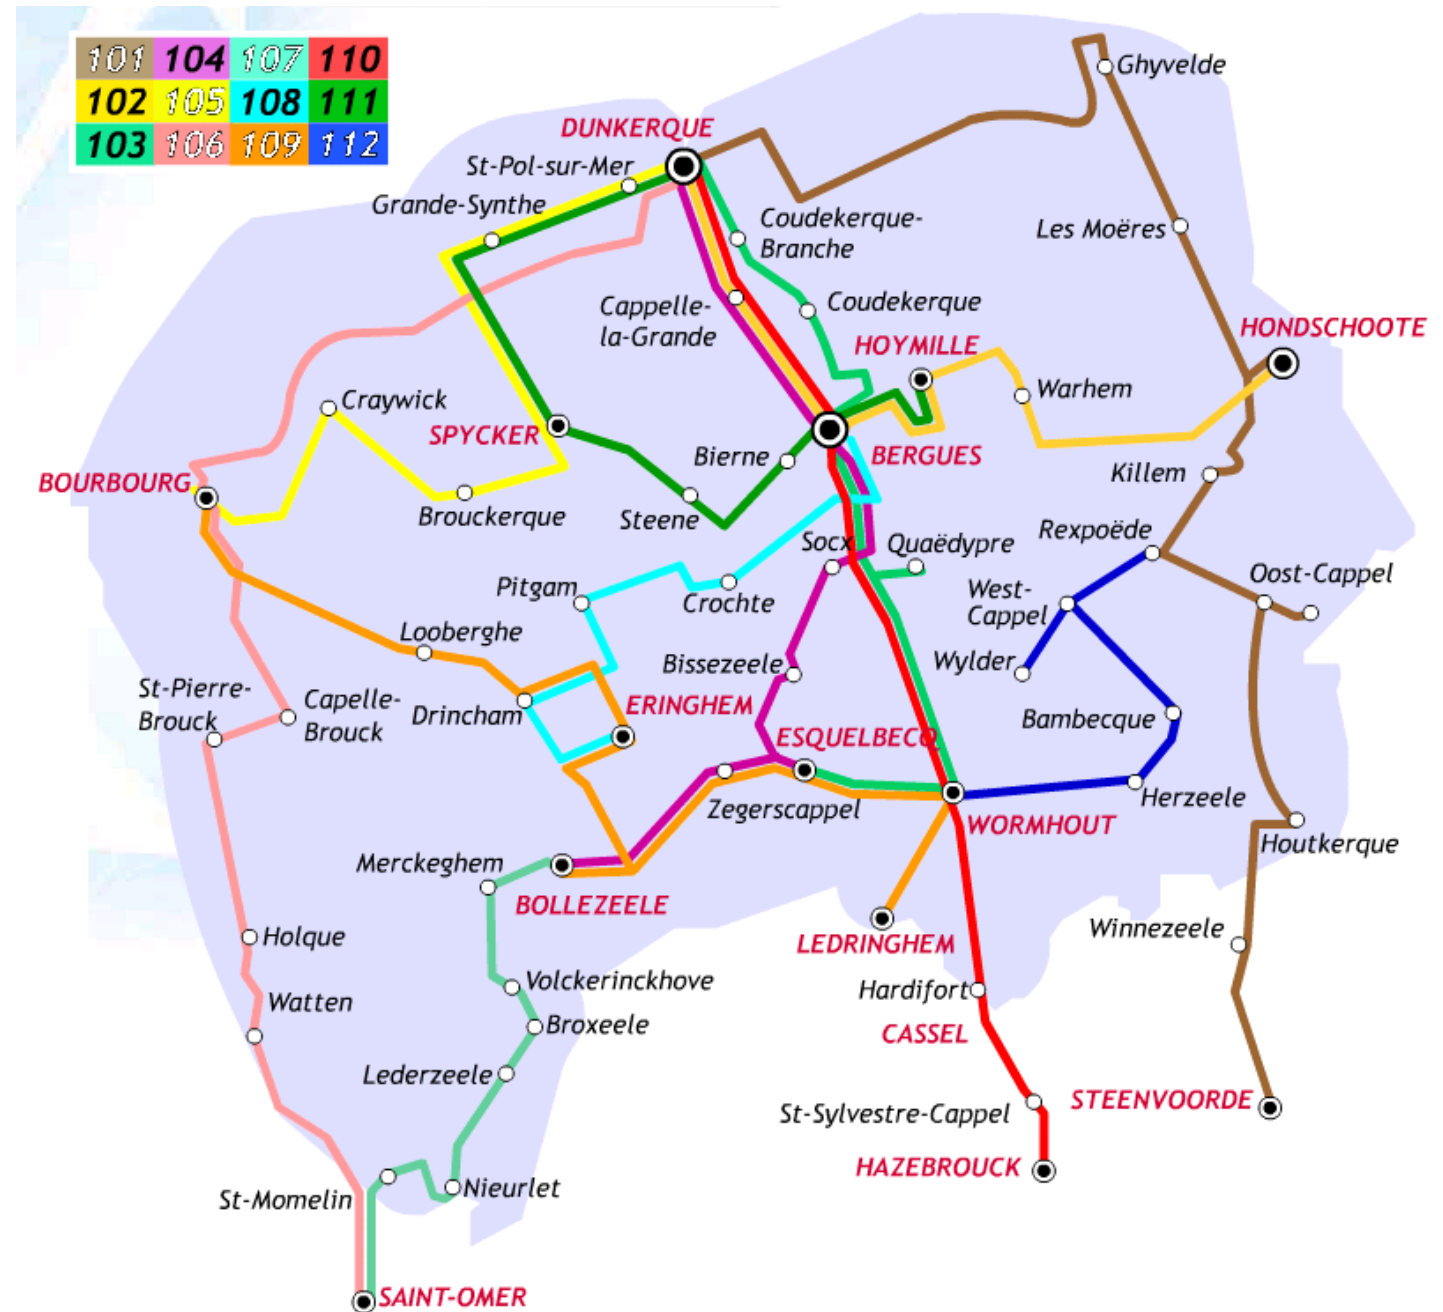 101 104 107 110
102 105 108 111
103 106 109 112
Ghyvelde
DUNKERQUE
St-Pol-sur-Mer
Grande-Synthe
Coudekerque-
Branche
Les Moëres
Cappelle-
la-Grande
Coudekerque
HOYMILLE
HONDSCHOOTE
Warhem
Craywick
SPYCKER
Bierne
BERGUES
Killem
BOURBOURG
Brouckerque
Steene
Rexpoëde
Socx
Quaëdypre
Oost-Cappel
Pitgam
Crochte
West-
Cappel
Looberghe
Bissezeele
Wylder
St-Pierre-
Brouck
Capelle-
Brouck
Drincham
ERINGHEM
Bambecque
ESQUELBECQ
Zegerscappel
Herzeele
WORMHOUT
Houtkerque
Merckeghem
BOLLEZEELE
Winnezeele
Holque
LEDRINGHEM
Volckerinckhove
Hardifort
Watten
Broxeele
CASSEL
Lederzeele
St-Sylvestre-Cappel
STEENVOORDE
HAZEBROUCK
St-Momelin
Nieurlet
SAINT-OMER